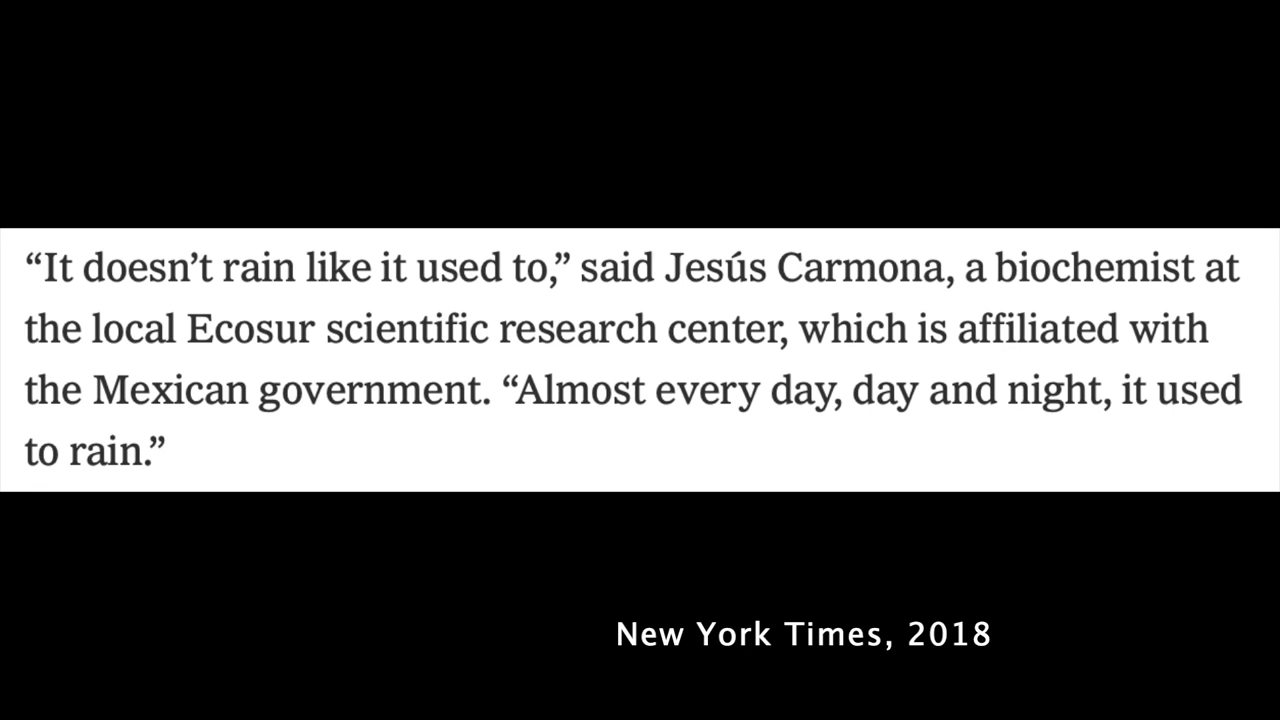 “It doesn’t rain like it used to,” said Jesús Carmona, a biochemist at
the local Ecosur scientific research center, which is affiliated with
the Mexican government. “Almost every day, day and night, it used
to rain.”
New York Times, 2018